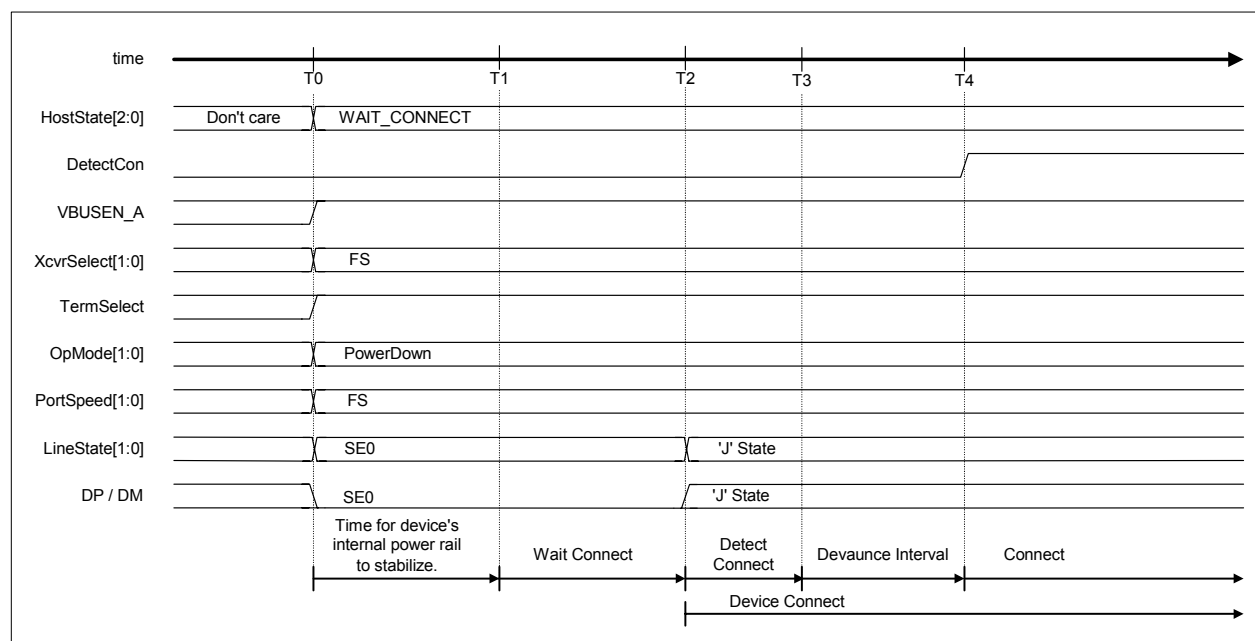 time
T0 T1 T2 T3 T4
HostState[2:0] Don't care WAIT_CONNECT
DetectCon
VBUSEN_A
XcvrSelect[1:0] FS
TermSelect
OpMode[1:0] PowerDown
PortSpeed[1:0] FS
LineState[1:0] SE0 'J' State
DP / DM SE0 'J' State
Time for device's
internal power rail
to stabilize.
Wait Connect
Detect
Connect
Devaunce Interval
Connect
Device Connect